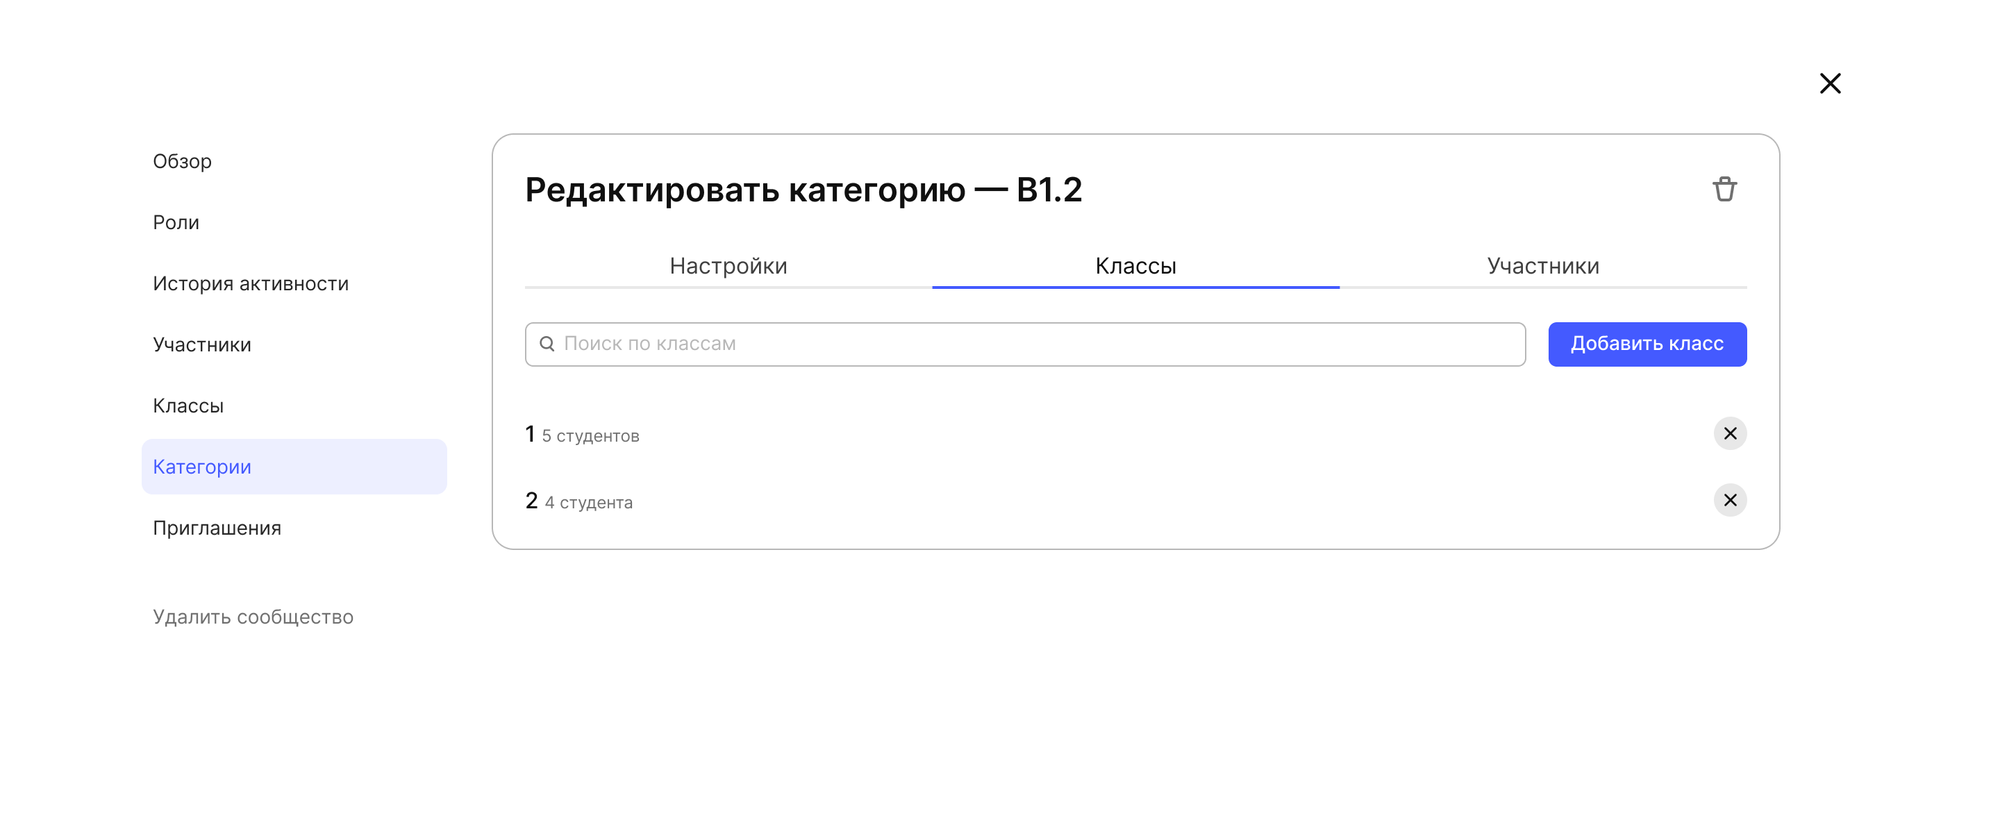 Обзор
Роли
История активности
Участники
Классы
Категории
Приглашения
Удалить сообщество
Редактировать категорию — B1.2
Настройки
Классы
Участники
Поиск по классам
Добавить класс
1 5 студентов
2 4 студента